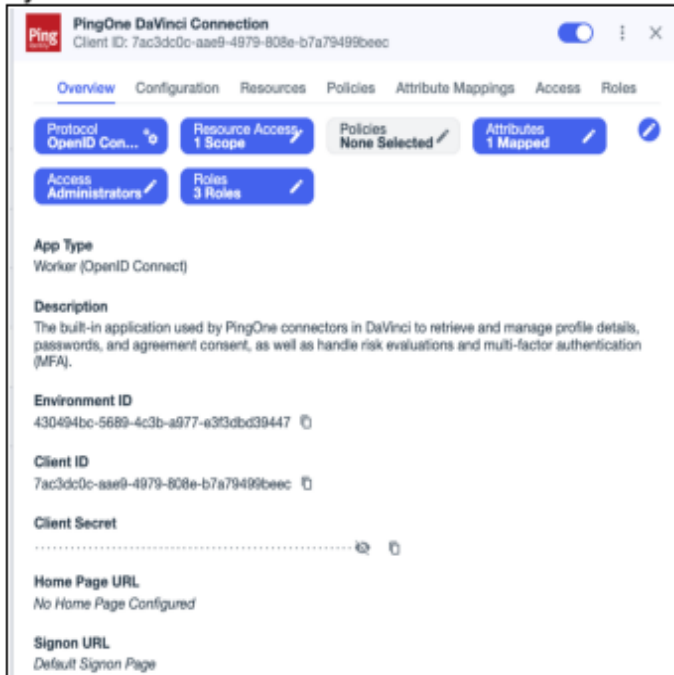 Ping
PingOne DaVinci Connection
Client ID: 7ac3dc0c-aae9-4979-808e-b7a79499beec
Overview Configuration Resources Policies Attribute Mappings Access Roles
Protocol
OpenID Con...
Resource Access
1 Scope
Policies
None Selected
Attributes
1 Mapped
Access
Administrators
Roles
3 Roles
App Type
Worker (OpenID Connect)
Description
The built-in application used by PingOne connectors in DaVinci to retrieve and manage profile details,
passwords, and agreement consent, as well as handle risk evaluations and multi-factor authentication
(MFA).
Environment ID
430494bc-5689-4c3b-a977-e3f3dbd39447
Client ID
7ac3dc0c-aae9-4979-808e-b7a79499beec
Client Secret
Home Page URL
No Home Page Configured
Signon URL
Default Signon Page